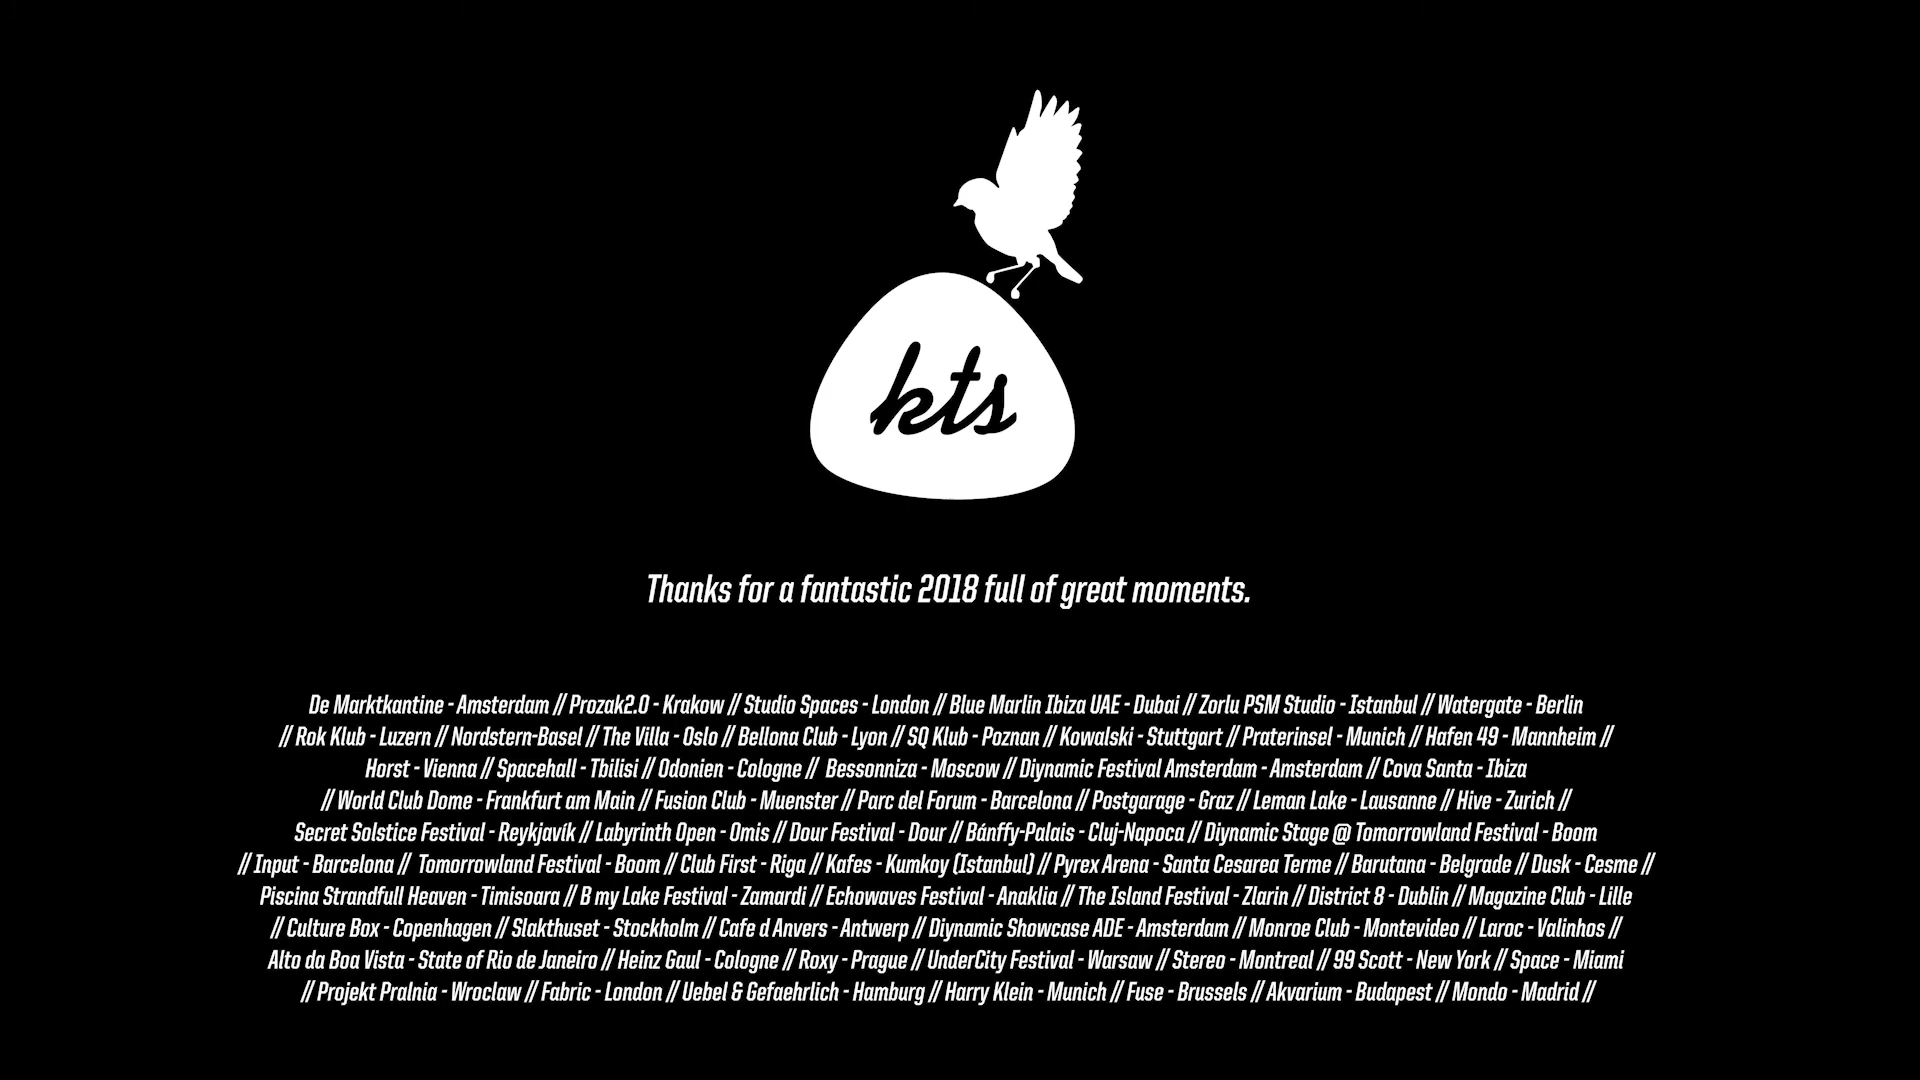 kts
Thanks for a fantastic 2018 full of great moments.
De Marktkantine - Amsterdam // Prozak2.0 - Krakow // Studio Spaces - London // Blue Marlin Ibiza UAE - Dubai // Zorlu PSM Studio - Istanbul // Watergate - Berlin
// Rok Klub - Luzern // Nordstern-Basel // The Villa - Oslo // Bellona Club - Lyon // SQ Klub - Poznan // Kowalski - Stuttgart // Praterinsel - Munich // Hafen 49 - Mannheim //
Horst - Vienna // Spacehall - Tbilisi // Odonien - Cologne // Bessonniza - Moscow // Diynamic Festival Amsterdam - Amsterdam // Cova Santa - Ibiza
// World Club Dome - Frankfurt am Main // Fusion Club - Muenster // Parc del Forum - Barcelona // Postgarage - Graz // Leman Lake - Lausanne // Hive - Zurich //
Secret Solstice Festival - Reykjavík // Labyrinth Open - Omis // Dour Festival - Dour // Bánffy-Palais - Cluj-Napoca // Diynamic Stage @ Tomorrowland Festival - Boom
// Input - Barcelona // Tomorrowland Festival - Boom // Club First - Riga // Kafes - Kumkoy (Istanbul) // Pyrex Arena - Santa Cesarea Terme // Barutana - Belgrade // Dusk - Cesme //
Piscina Strandfull Heaven - Timisoara // B my Lake Festival - Zamardi // Echowaves Festival - Anaklia // The Island Festival - Zlarin // District 8 - Dublin // Magazine Club - Lille
// Culture Box - Copenhagen // Slakthuset - Stockholm // Cafe d Anvers - Antwerp // Diynamic Showcase ADE - Amsterdam // Monroe Club - Montevideo // Laroc - Valinhos //
Alto da Boa Vista - State of Rio de Janeiro // Heinz Gaul - Cologne // Roxy - Prague // UnderCity Festival - Warsaw // Stereo - Montreal // 99 Scott - New York // Space - Miami
// Projekt Pralnia - Wroclaw // Fabric - London // Uebel & Gefaehrlich - Hamburg // Harry Klein - Munich // Fuse - Brussels // Akvarium - Budapest // Mondo - Madrid //